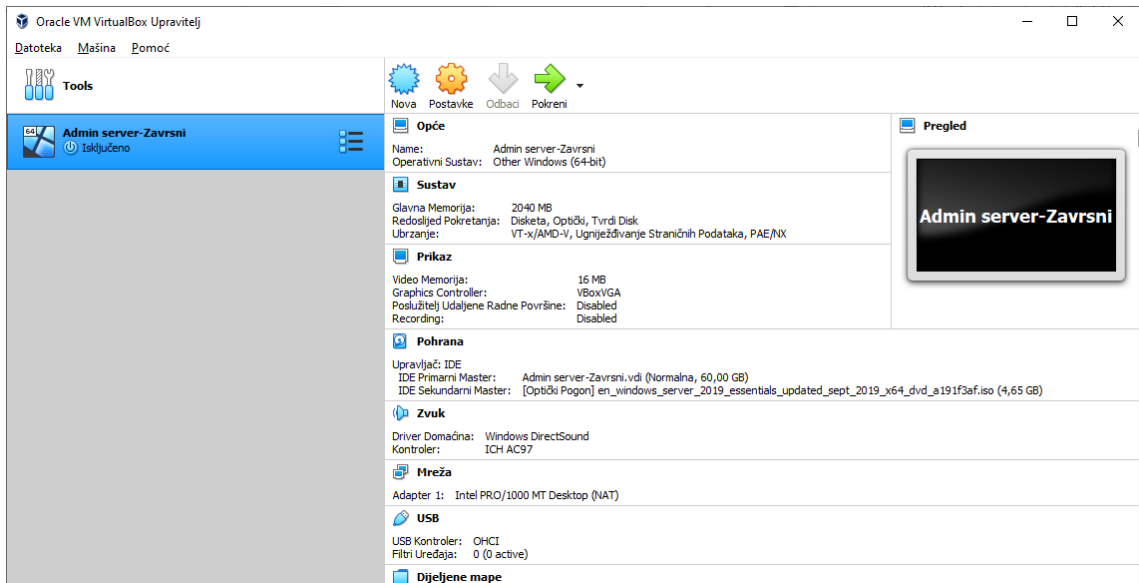 Oracle VM VirtualBox Upravitelj
Datoteka Mašina Pomoć
Tools
Nova Postavke Odbaci Pokreni
64
Admin server-Zavrsni
Isključeno
Opće
Name: Admin server-Zavrsni
Operativni Sustav: Other Windows (64-bit)
Sustav
Glavna Memorija: 2040 MB
Redoslijed Pokretanja: Disketa, Optički, Tvrdi Disk
Ubrzanje: VT-x/AMD-V, Ugniježđivanje Straničnih Podataka, PAE/NX
Prikaz
Video Memorija: 16 MB
Graphics Controller: VBoxVGA
Poslužitelj Udaljene Radne Površine: Disabled
Recording: Disabled
Pregled
Admin server-Zavrsni
Pohrana
Upravljač: IDE
IDE Primarni Master: Admin server-Zavrsni.vdi (Normalna, 60,00 GB)
IDE Sekundarni Master: [Optički Pogon] en_windows_server_2019_essentials_updated_sept_2019_x64_dvd_a191f3af.iso (4,65 GB)
Zvuk
Driver Domaćina: Windows DirectSound
Kontroler: ICH AC97
Mreža
Adapter 1: Intel PRO/1000 MT Desktop (NAT)
USB
USB Kontroler: OHCI
Filtri Uređaja: 0 (0 active)
Dijeljene mape